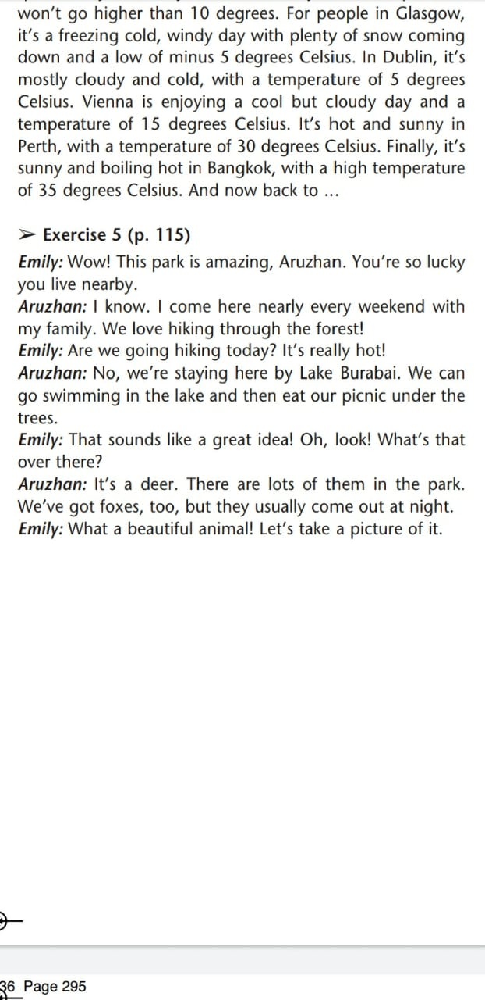 won't go higher than 10 degrees. For people in Glasgow,
it's a freezing cold, windy day with plenty of snow coming
down and a low of minus 5 degrees Celsius. In Dublin, it's
mostly cloudy and cold, with a temperature of 5 degrees
Celsius. Vienna is enjoying a cool but cloudy day and a
temperature of 15 degrees Celsius. It's hot and sunny in
Perth, with a temperature of 30 degrees Celsius. Finally, it's
sunny and boiling hot in Bangkok, with a high temperature
of 35 degrees Celsius. And now back to ...
➢ Exercise 5 (p. 115)
Emily: Wow! This park is amazing, Aruzhan. You're so lucky
you live nearby.
Aruzhan: I know. I come here nearly every weekend with
my family. We love hiking through the forest!
Emily: Are we going hiking today? It's really hot!
Aruzhan: No, we're staying here by Lake Burabai. We can
go swimming in the lake and then eat our picnic under the
trees.
Emily: That sounds like a great idea! Oh, look! What's that
over there?
Aruzhan: It's a deer. There are lots of them in the park.
We've got foxes, too, but they usually come out at night.
Emily: What a beautiful animal! Let's take a picture of it.
36 Page 295